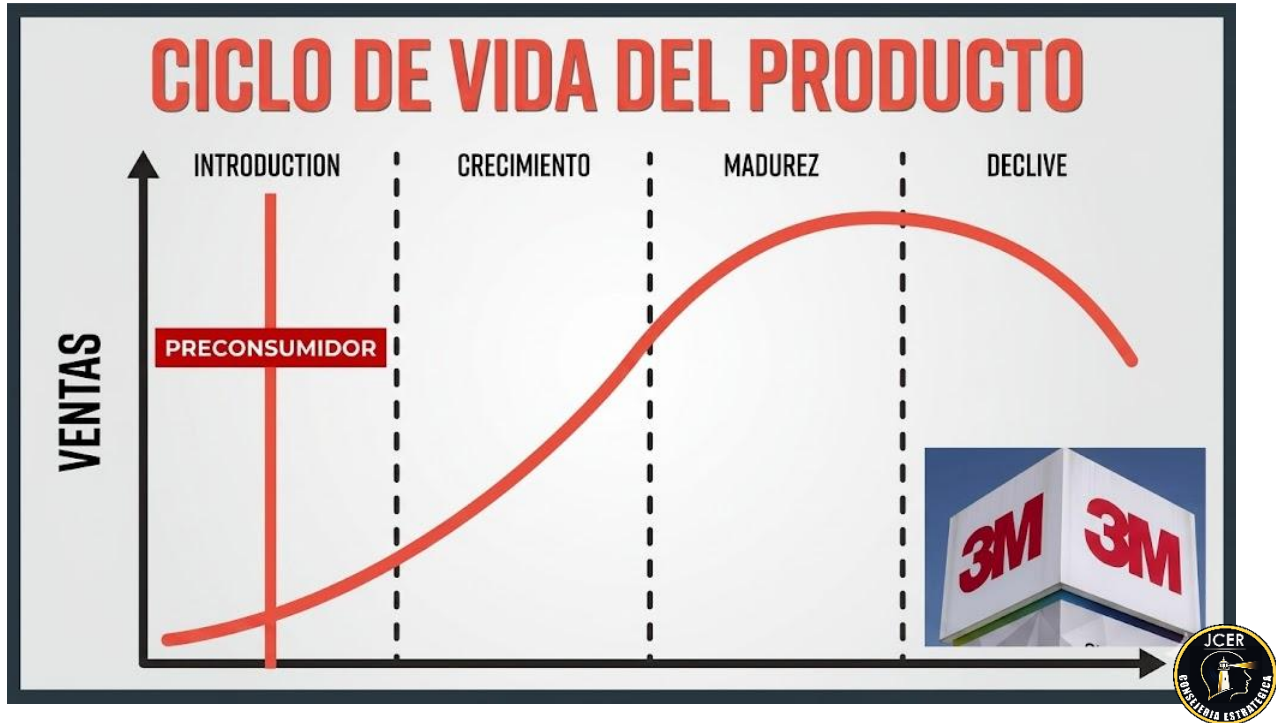 CICLO DE VIDA DEL PRODUCTO
INTRODUCTION
CRECIMIENTO
MADUREZ
DECLIVE
PRECONSUMIDOR
VENTAS
3M 3M
JCER
CONSEJERIA ESTRATEGICA